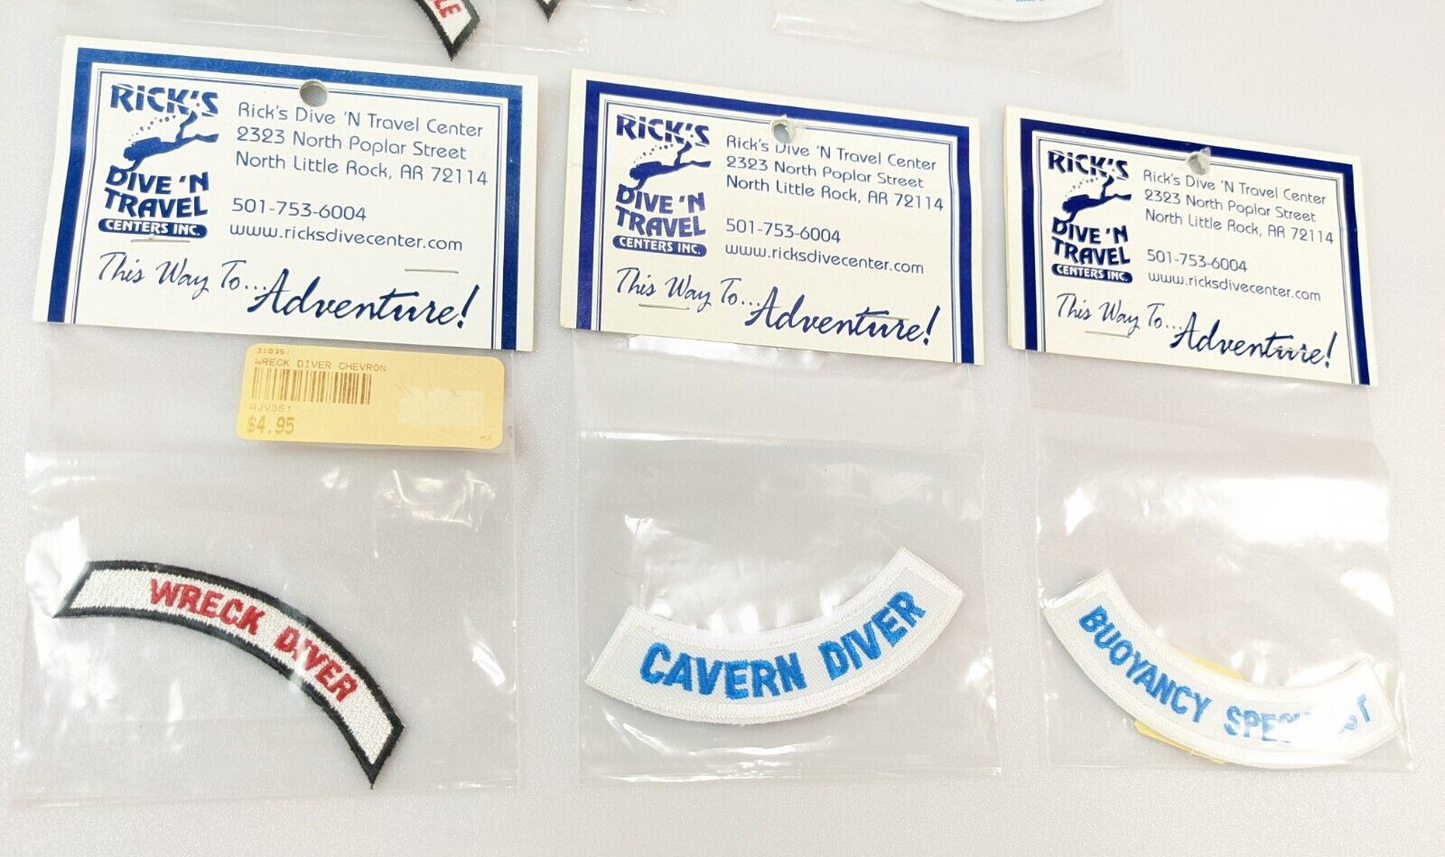 LE
RICK'S
DIVE 'N
TRAVEL
CENTERS INC.
Rick's Dive 'N Travel Center
2323 North Poplar Street
North Little Rock, AR 72114
501-753-6004
www.ricksdivecenter.com
This Way To... Adventure!
RICK'S
DIVE 'N
TRAVEL
CENTERS INC.
Rick's Dive 'N Travel Center
2323 North Poplar Street
North Little Rock, AR 72114
501-753-6004
www.ricksdivecenter.com
This Way To... Adventure!
RICK'S
DIVE 'N
TRAVEL
CENTERS INC.
Rick's Dive 'N Travel Center
2323 North Poplar Street
North Little Rock, AR 72114
501-753-6004
www.ricksdivecenter.com
This Way To... Adventure!
WRECK DIVER CHEVRON
AJV351
$4.95
WRECK DIVER
CAVERN DIVER
BUOYANCY